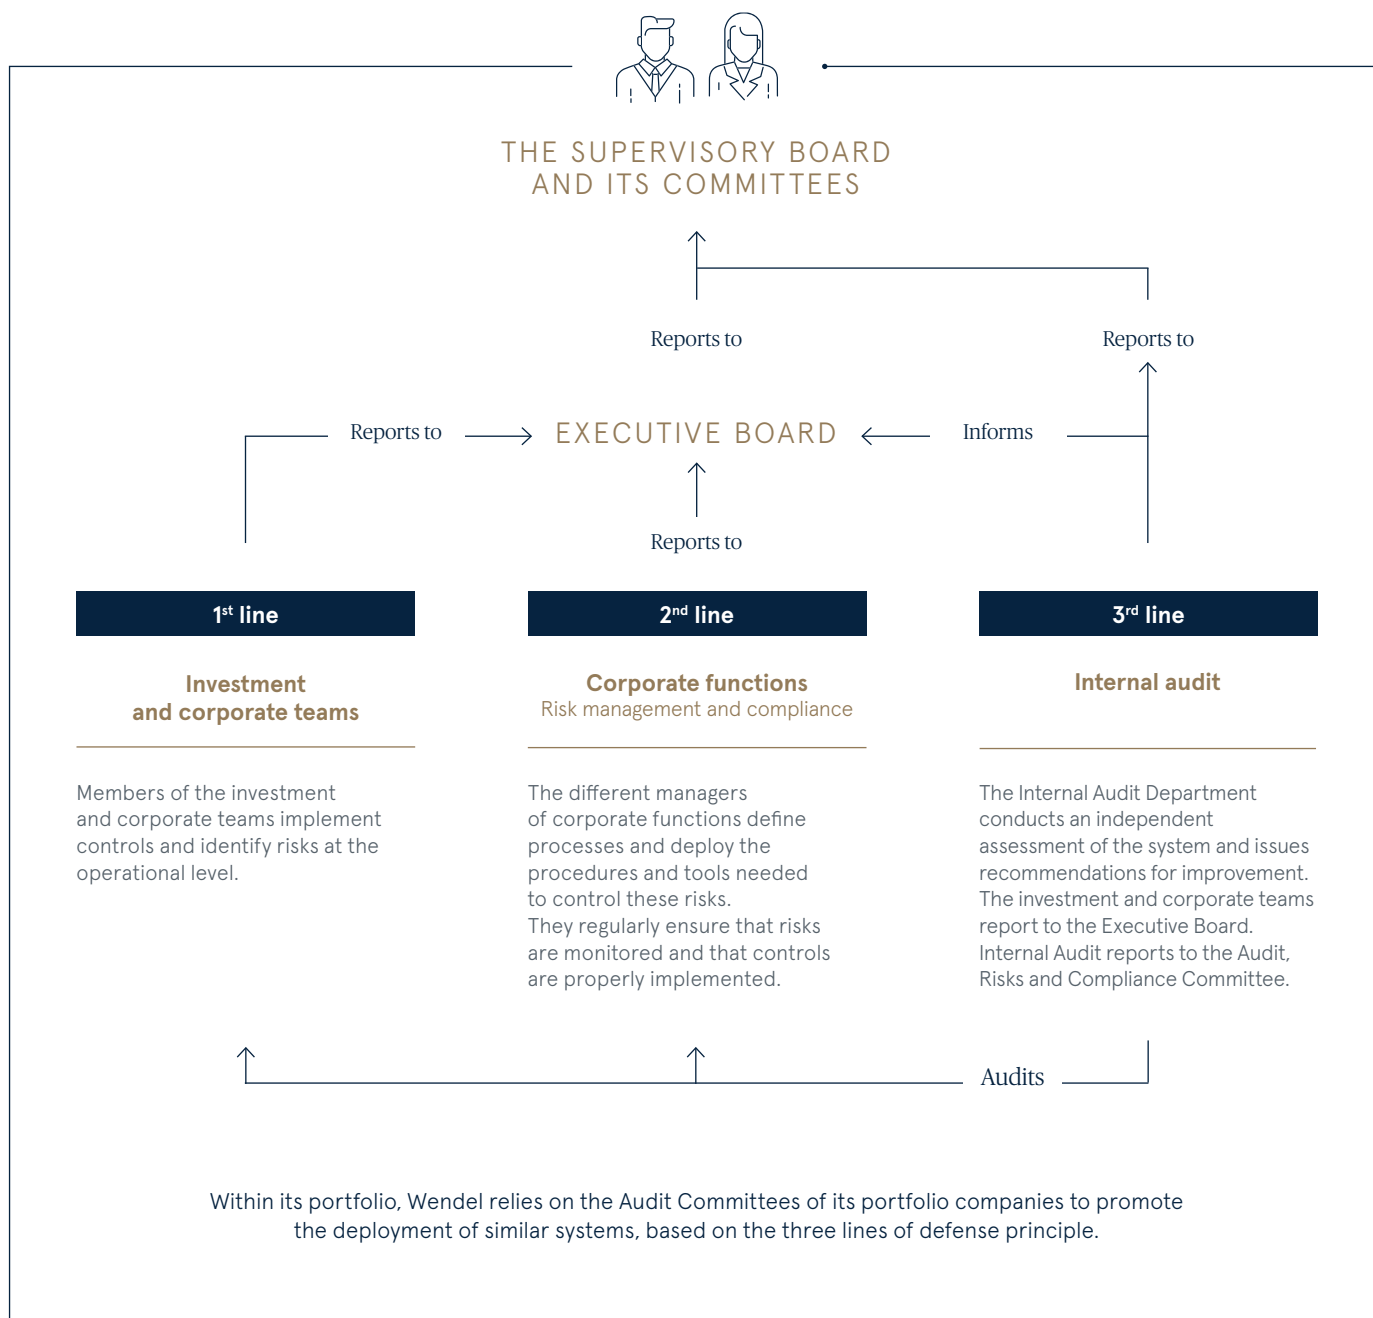 THE SUPERVISORY BOARD
AND ITS COMMITTEES
Reports to
Reports to
Reports to
EXECUTIVE BOARD
Informs
Reports to
1st line
Investment
and corporate teams
Members of the investment
and corporate teams implement
controls and identify risks at the
operational level.
2nd line
Corporate functions
Risk management and compliance
The different managers
of corporate functions define
processes and deploy the
procedures and tools needed
to control these risks.
They regularly ensure that risks
are monitored and that controls
are properly implemented.
3rd line
Internal audit
The Internal Audit Department
conducts an independent
assessment of the system and issues
recommendations for improvement.
The investment and corporate teams
report to the Executive Board.
Internal Audit reports to the Audit,
Risks and Compliance Committee.
Audits
Within its portfolio, Wendel relies on the Audit Committees of its portfolio companies to promote
the deployment of similar systems, based on the three lines of defense principle.